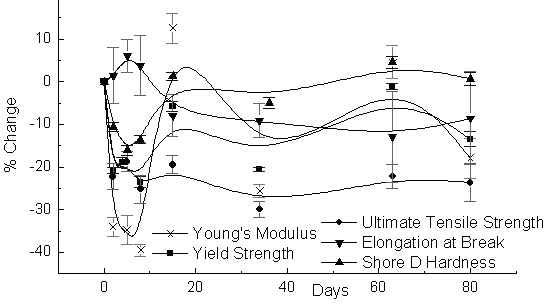 10
0
-10
-20
-30
-40
% Change
0
20
40
60
80
Days
Young's Modulus
Yield Strength
Ultimate Tensile Strength
Elongation at Break
Shore D Hardness